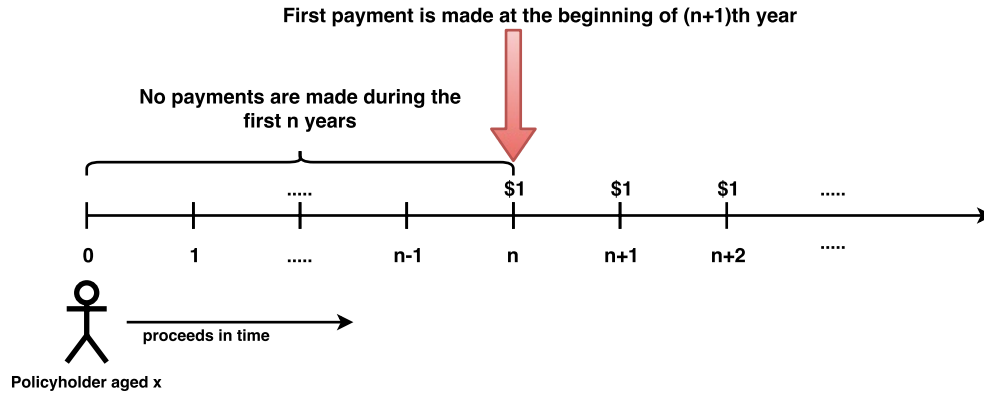 First payment is made at the beginning of (n+1)th year
No payments are made during the
first n years
..... $1 $1 $1 .....
0 1 ..... n-1 n n+1 n+2 .....
proceeds in time
Policyholder aged x